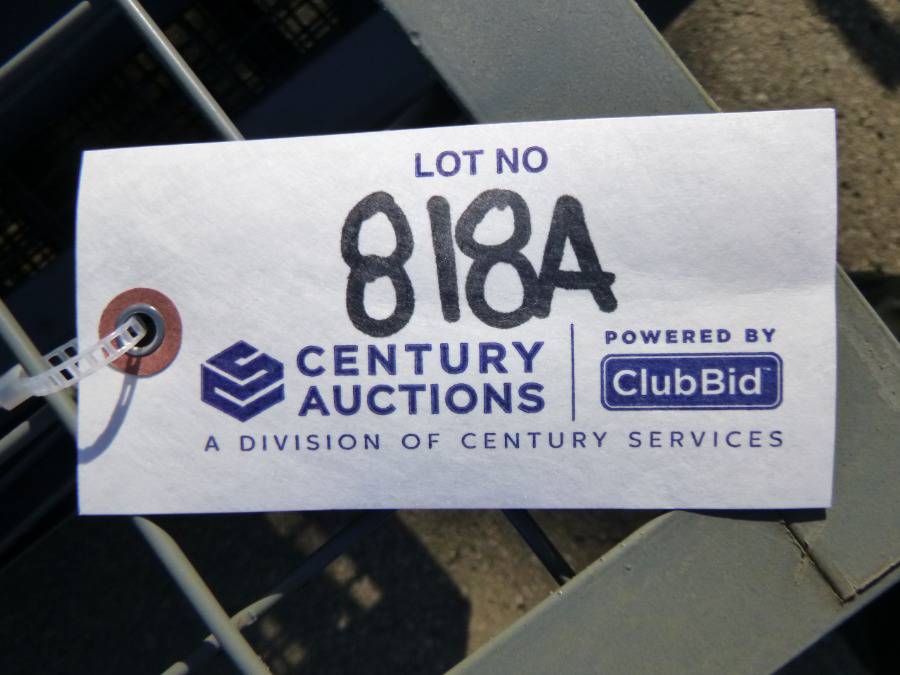 LOT NO
818A
CENTURY
AUCTIONS
POWERED BY
ClubBid™
A DIVISION OF CENTURY SERVICES